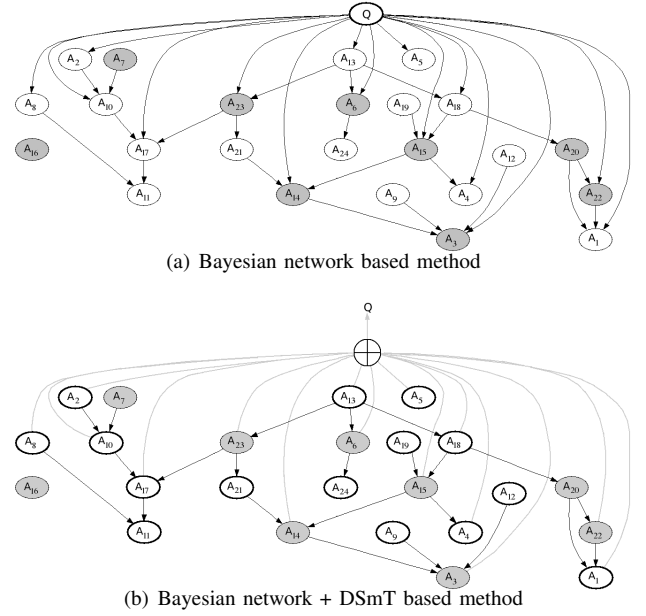 Q
A2 A7 A13 A5
A8 A10 A23 A6 A19 A18
A16 A17 A21 A24 A15 A12 A20
A11 A14 A9 A4 A22
A3 A1
(a) Bayesian network based method
Q
A2 A7 A13 A5
A8 A10 A23 A6 A19 A18
A16 A17 A21 A24 A15 A12 A20
A11 A14 A9 A4 A22
A3 A1
(b) Bayesian network + DSmT based method